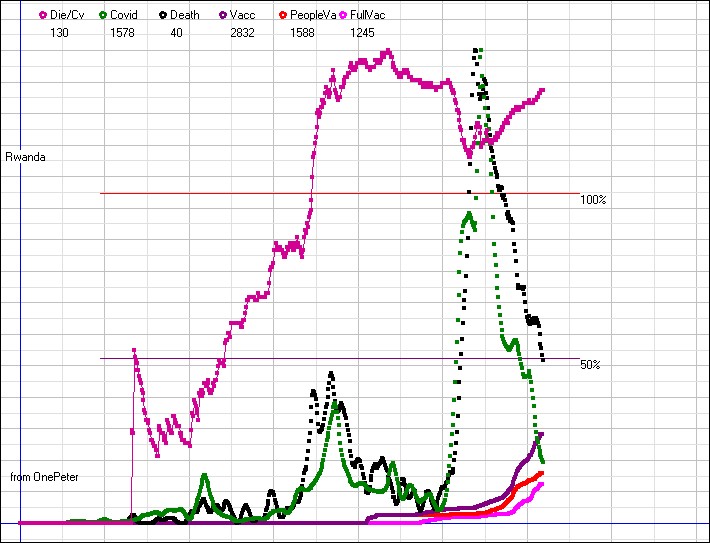 Die/Cv Covid Death Vacc PeopleVa FullVac
130 1578 40 2832 1588 1245
Rwanda
100%
50%
from OnePeter